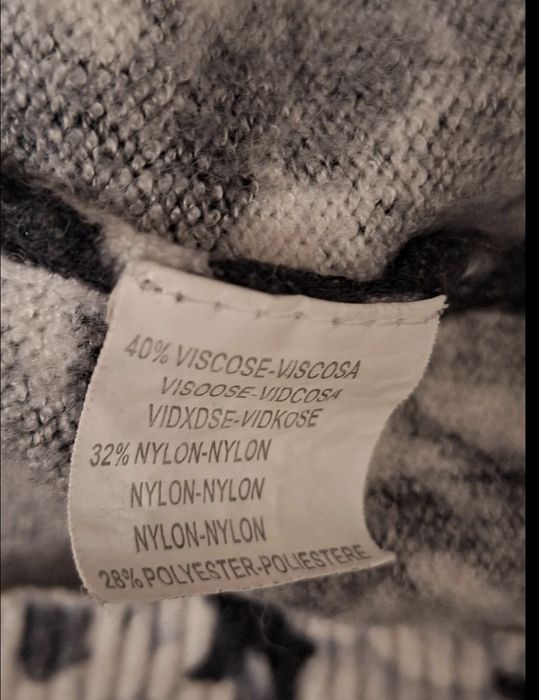 40% VISCOSE-VISCOSA
VISOOSE-VIDCOSA
VIDXDSE-VIDKOSE
32% NYLON-NYLON
NYLON-NYLON
NYLON-NYLON
28% POLYESTER-POLIESTERE